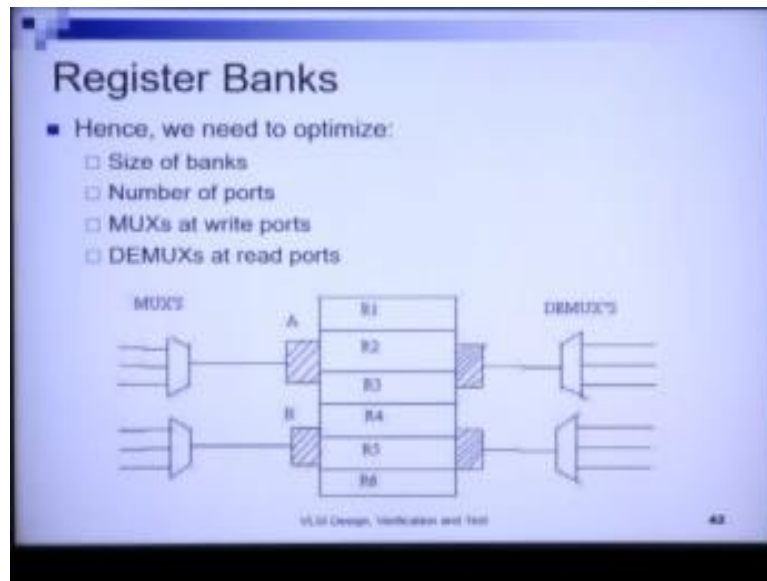 Register Banks
Hence, we need to optimize:
Size of banks
Number of ports
MUXs at write ports
DEMUXs at read ports
MUX'S
DEMUX'S
A
R1
R2
R3
B
R4
R5
R6
VLSI Design, Verification and Test
42